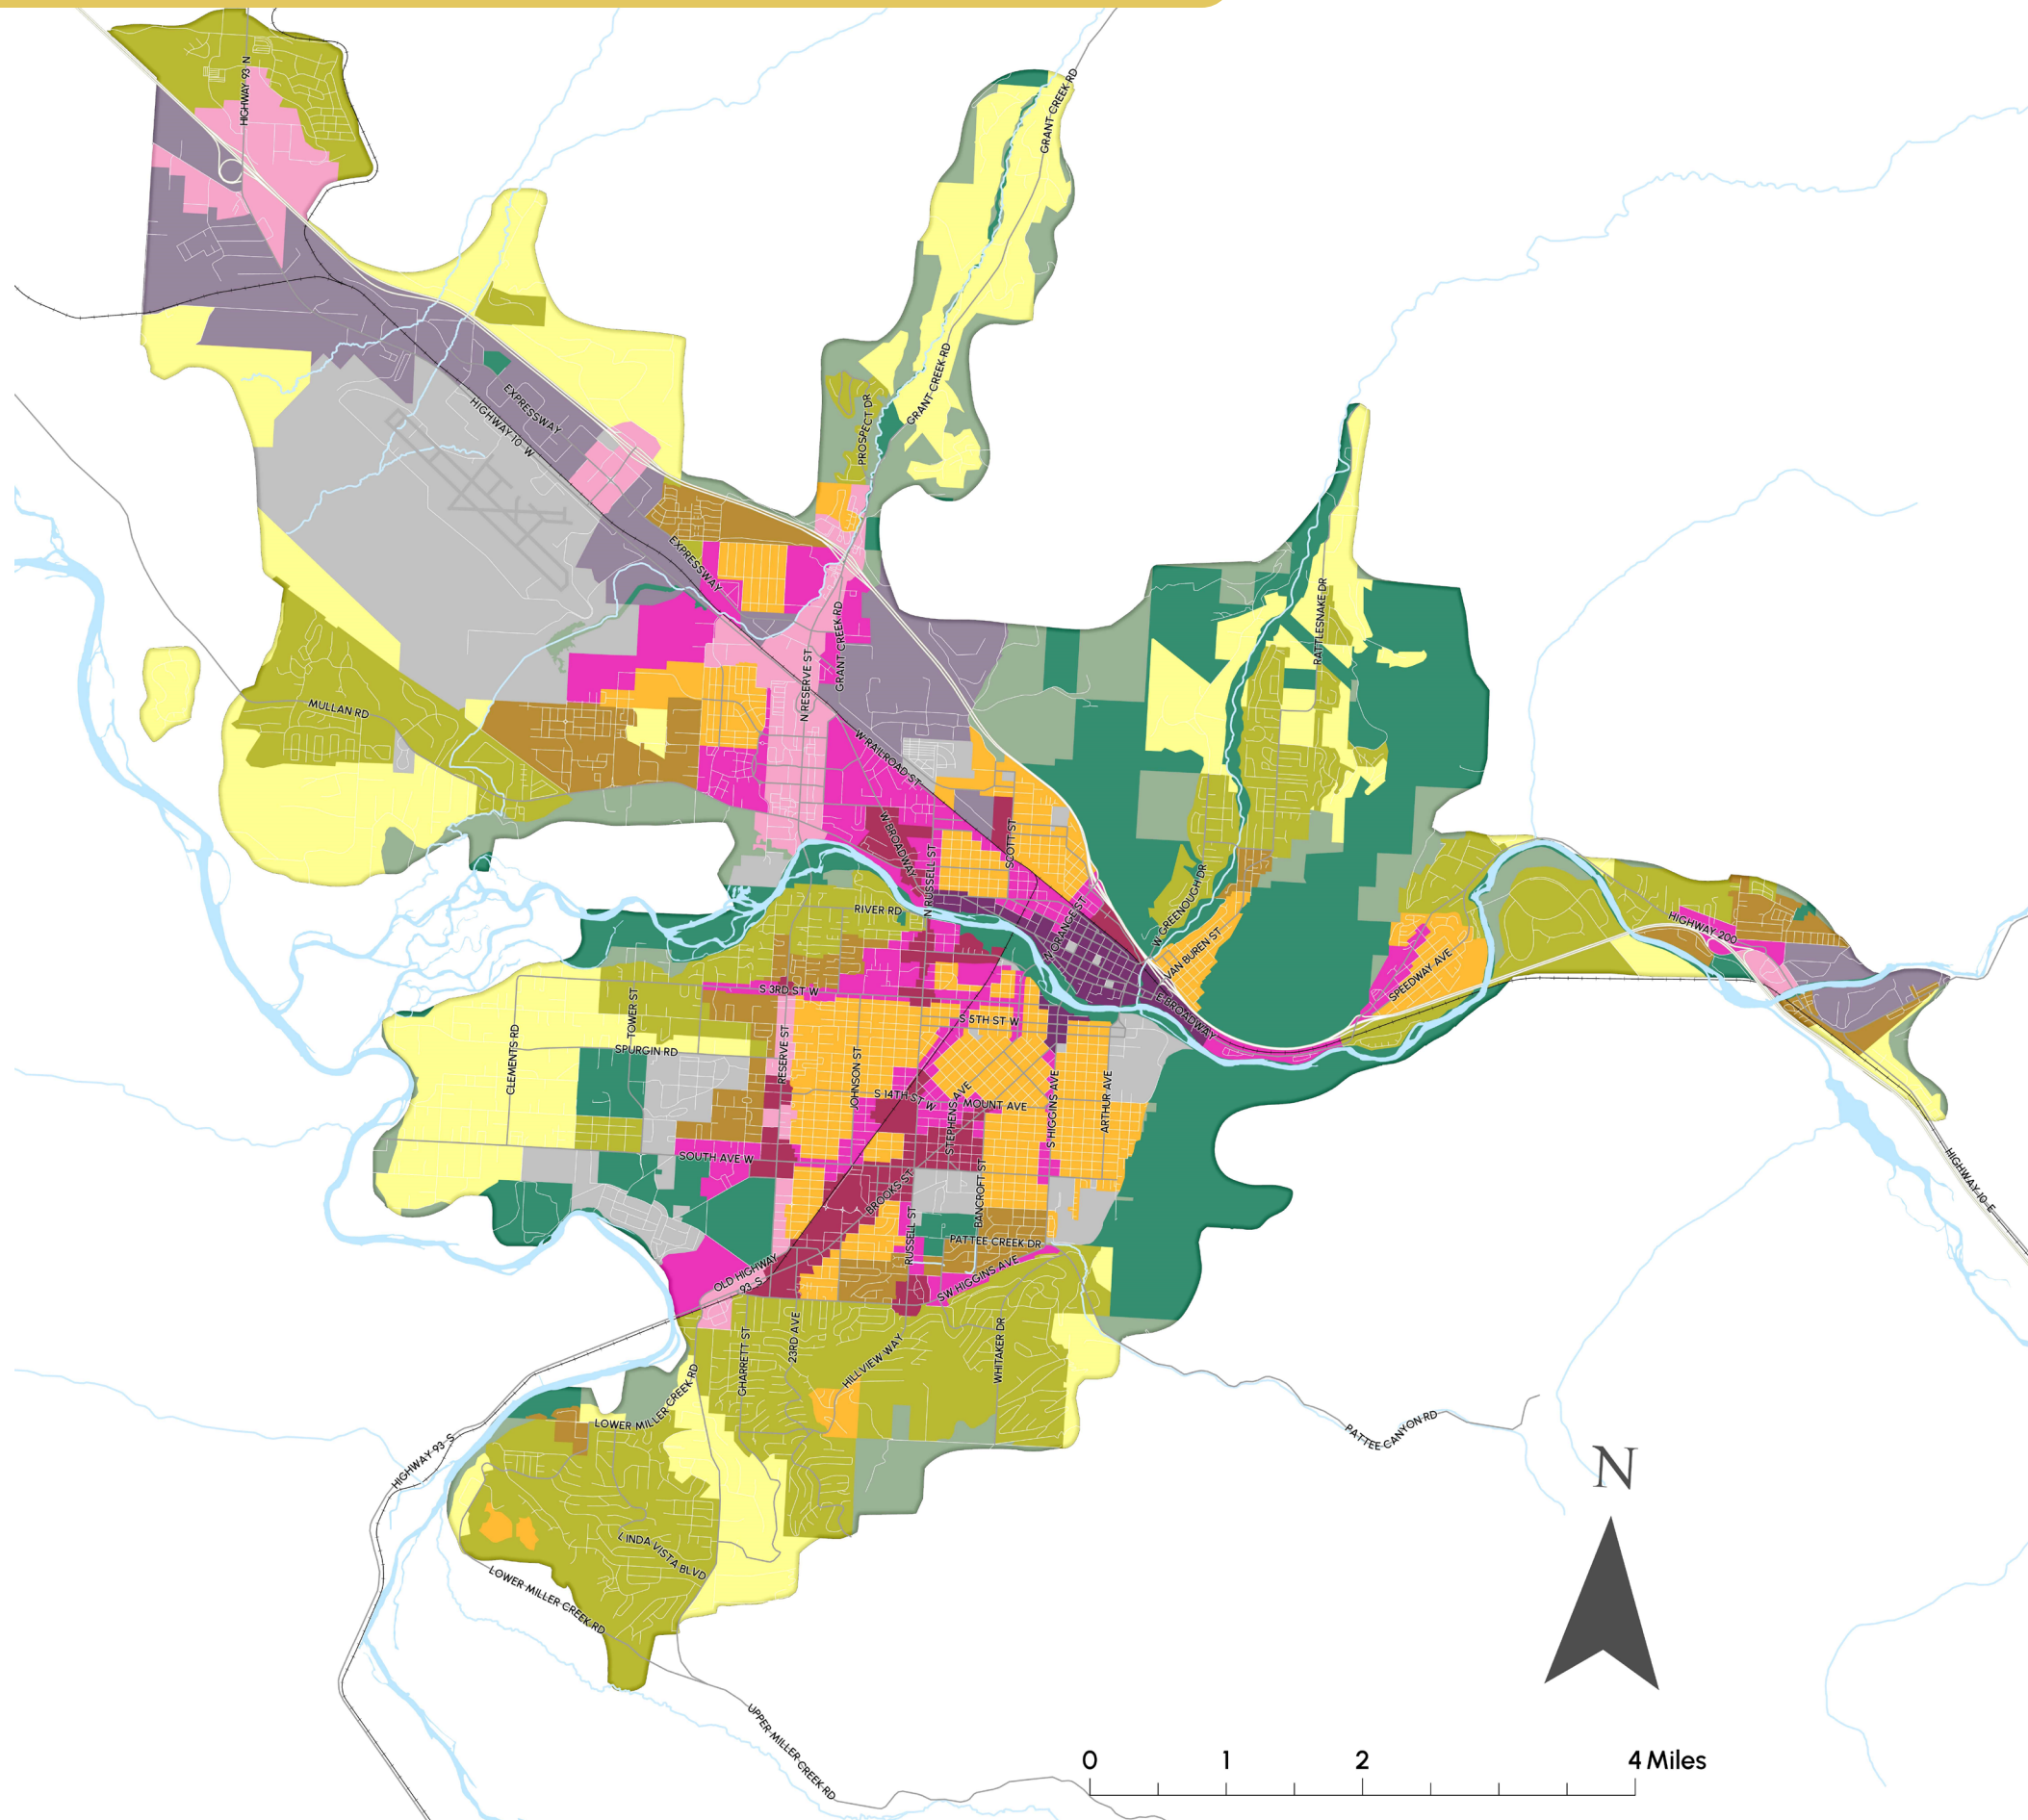 HIGHWAY 93 N
GRANT CREEK RD
GRANT CREEK RD
PROSPECT DR
EXPRESSWAY
HIGHWAY 10 W
EXPRESSWAY
GRANT CREEK RD
RATTLESNAKE DR
N RESERVE ST
MULLAN RD
W RAILROAD ST
W BROADWAY
SCOTT ST
N RUSSELL ST
RIVER RD
W ORANGE ST
W GREENOUGH DR
VAN BUREN ST
HIGHWAY 200
SPEEDWAY AVE
S 3RD ST W
TOWER ST
E BROADWAY
S 5TH ST W
CLEMENTS RD
SPURGIN RD
RESERVE ST
JOHNSON ST
S 14TH ST W
MOUNT AVE
STEPHENS AVE
S HIGGINS AVE
ARTHUR AVE
SOUTH AVE W
BROOKS ST
BANCROFT ST
RUSSELL ST
HIGHWAY 10 E
PATTEE CREEK DR
OLD HIGHWAY
93 S
SW HIGGINS AVE
GHARRETT ST
23RD AVE
HILLVIEW WAY
WHITAKER DR
LOWER MILLER CREEK RD
PATTEE CANYON RD
HIGHWAY 93 S
LINDA VISTA BLVD
LOWER MILLER CREEK RD
UPPER MILLER CREEK RD
N
0 1 2 4 Miles